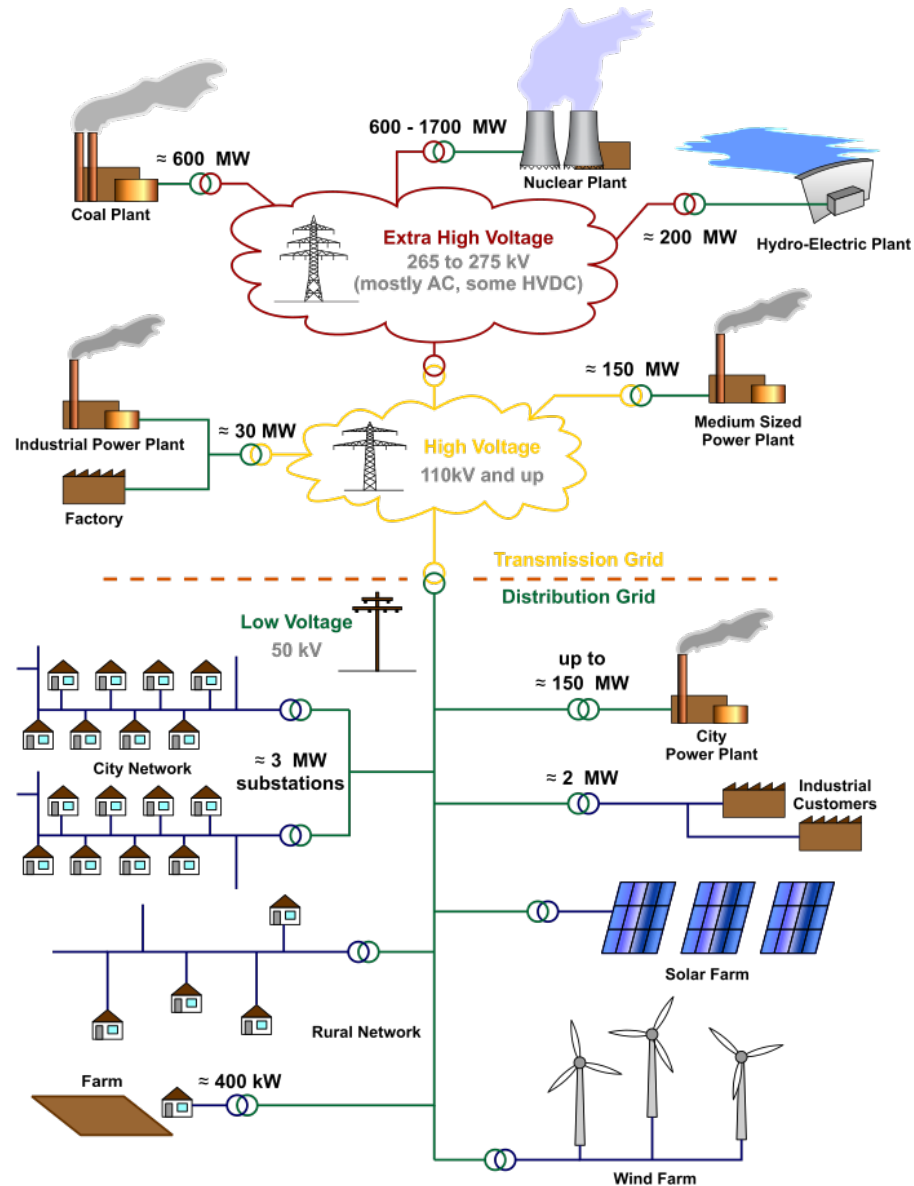 600 - 1700 MW
≈ 600 MW
Nuclear Plant
Coal Plant
≈ 200 MW
Hydro-Electric Plant
Extra High Voltage
265 to 275 kV
(mostly AC, some HVDC)
≈ 150 MW
Medium Sized
Power Plant
Industrial Power Plant
≈ 30 MW
High Voltage
110kV and up
Factory
Transmission Grid
Distribution Grid
Low Voltage
50 kV
up to
≈ 150 MW
City
Power Plant
City Network
≈ 3 MW
substations
≈ 2 MW
Industrial
Customers
Solar Farm
Rural Network
Farm
≈ 400 kW
Wind Farm